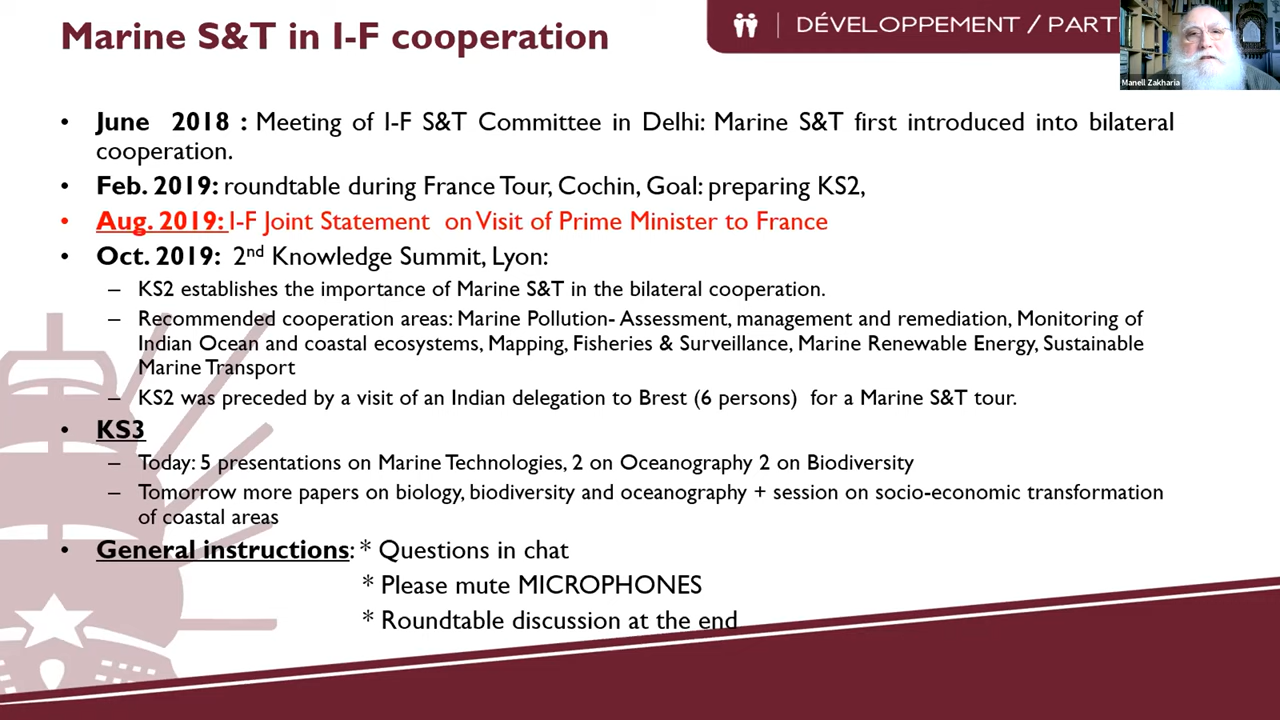 Marine S&T in I-F cooperation
DÉVELOPPEMENT / PARTI
Manell Zakharia
• June 2018 : Meeting of I-F S&T Committee in Delhi: Marine S&T first introduced into bilateral
cooperation.
• Feb. 2019: roundtable during France Tour, Cochin, Goal: preparing KS2,
• Aug. 2019: I-F Joint Statement on Visit of Prime Minister to France
• Oct. 2019: 2nd Knowledge Summit, Lyon:
– KS2 establishes the importance of Marine S&T in the bilateral cooperation.
– Recommended cooperation areas: Marine Pollution- Assessment, management and remediation, Monitoring of
Indian Ocean and coastal ecosystems, Mapping, Fisheries & Surveillance, Marine Renewable Energy, Sustainable
Marine Transport
– KS2 was preceded by a visit of an Indian delegation to Brest (6 persons) for a Marine S&T tour.
• KS3
– Today: 5 presentations on Marine Technologies, 2 on Oceanography 2 on Biodiversity
– Tomorrow more papers on biology, biodiversity and oceanography + session on socio-economic transformation
of coastal areas
• General instructions: * Questions in chat
* Please mute MICROPHONES
* Roundtable discussion at the end